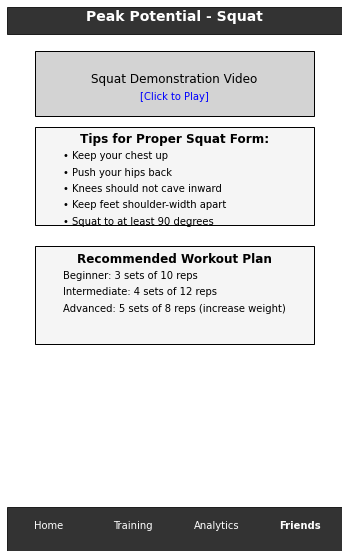 Peak Potential - Squat
Squat Demonstration Video
[Click to Play]
Tips for Proper Squat Form:
• Keep your chest up
• Push your hips back
• Knees should not cave inward
• Keep feet shoulder-width apart
• Squat to at least 90 degrees
Recommended Workout Plan
Beginner: 3 sets of 10 reps
Intermediate: 4 sets of 12 reps
Advanced: 5 sets of 8 reps (increase weight)
Home Training Analytics Friends